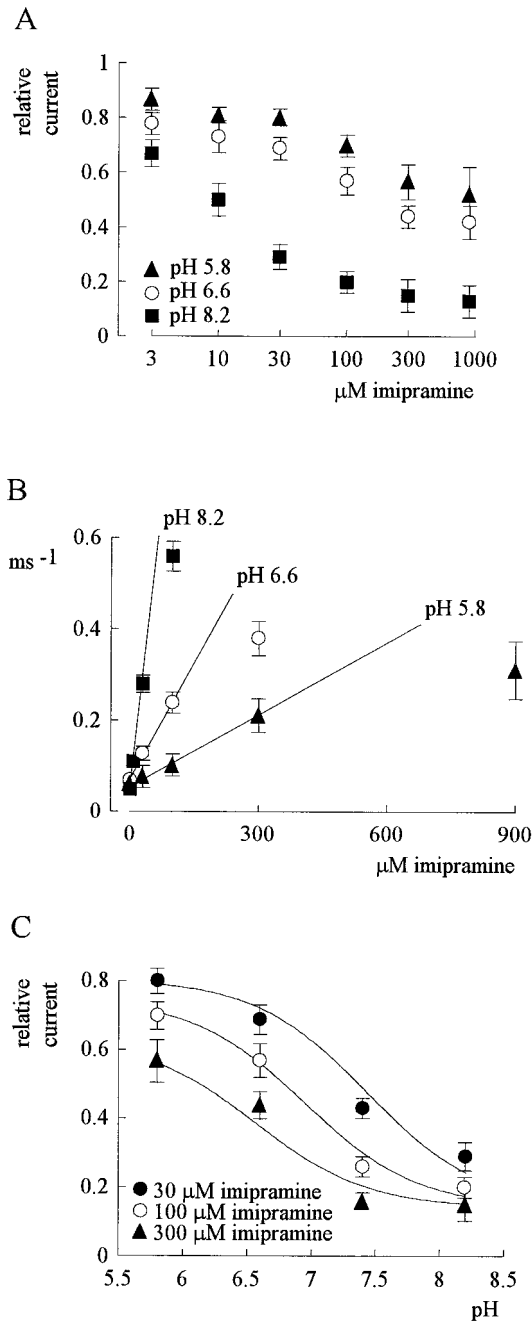 A
relative
current
1
0.8
0.6
0.4
0.2
0
▲ pH 5.8
○ pH 6.6
■ pH 8.2
3 10 30 100 300 1000
μM imipramine
B
ms -1
0.6
0.4
0.2
0
pH 8.2
pH 6.6
pH 5.8
0 300 600 900
μM imipramine
C
relative
current
0.8
0.6
0.4
0.2
0
● 30 μM imipramine
○ 100 μM imipramine
▲ 300 μM imipramine
5.5 6 6.5 7 7.5 8 8.5
pH